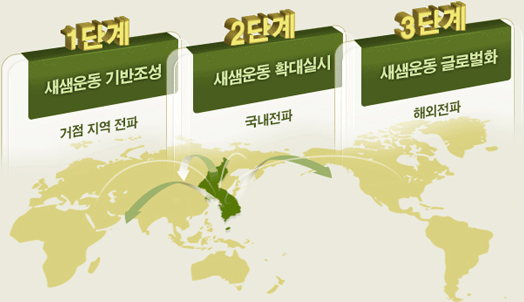 1단계
새샘운동 기반조성
거점 지역 전파
2단계
새샘운동 확대실시
국내전파
3단계
새샘운동 글로벌화
해외전파